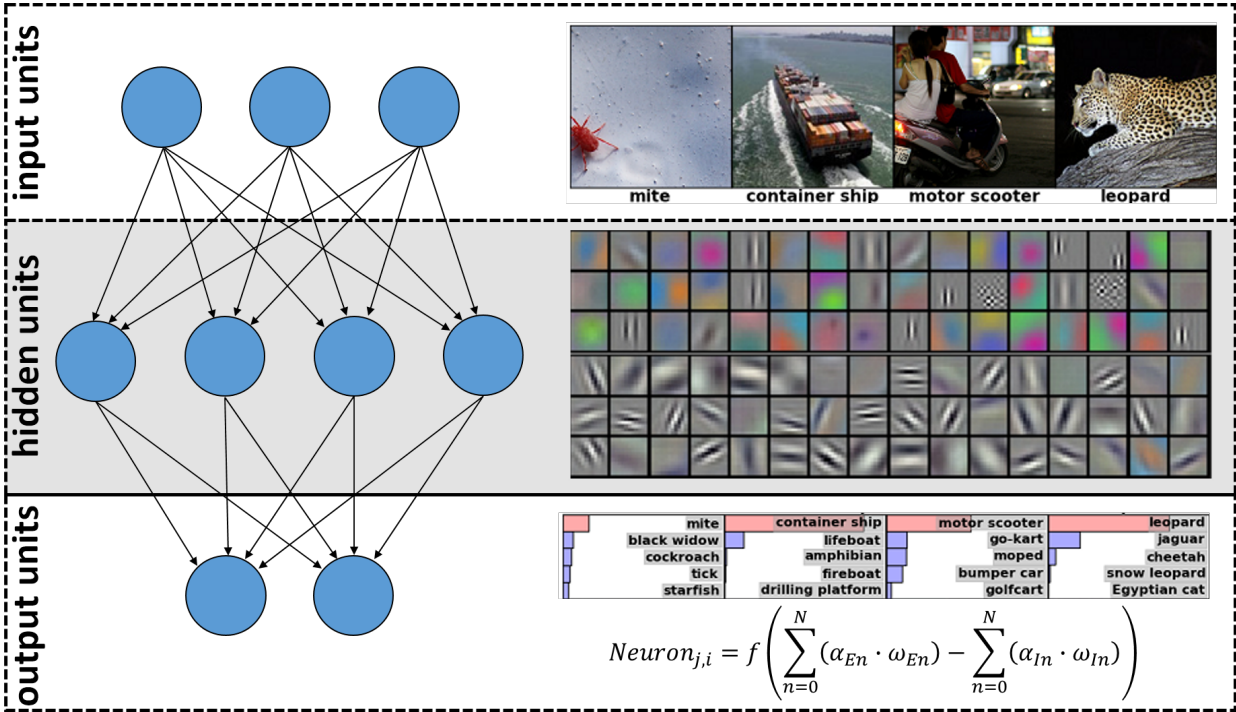 input units
mite container ship motor scooter leopard
hidden units
output units
mite container ship motor scooter leopard
black widow lifeboat go-kart jaguar
cockroach amphibian moped cheetah
tick fireboat bumper car snow leopard
starfish drilling platform golfcart Egyptian cat
Neuron_{j,i} = f(∑_{n=0}^{N}(α_{En} · ω_{En}) − ∑_{n=0}^{N}(α_{In} · ω_{In}))